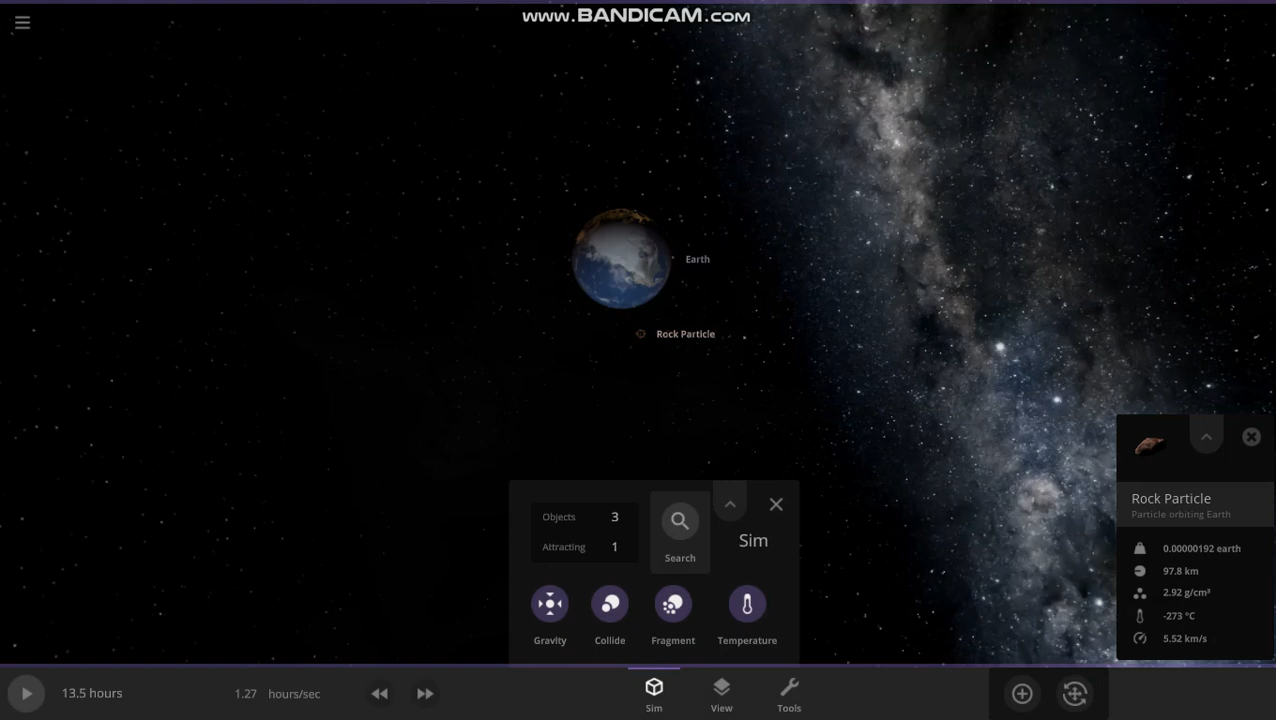 www.BANDICAM.com
Earth
Rock Particle
Rock Particle
Particle orbiting Earth
0.00000192 earth
97.8 km
2.92 g/cm³
-273 °C
5.52 km/s
Objects 3
Attracting 1
Search
Sim
Gravity Collide Fragment Temperature
13.5 hours 1.27 hours/sec
Sim View Tools